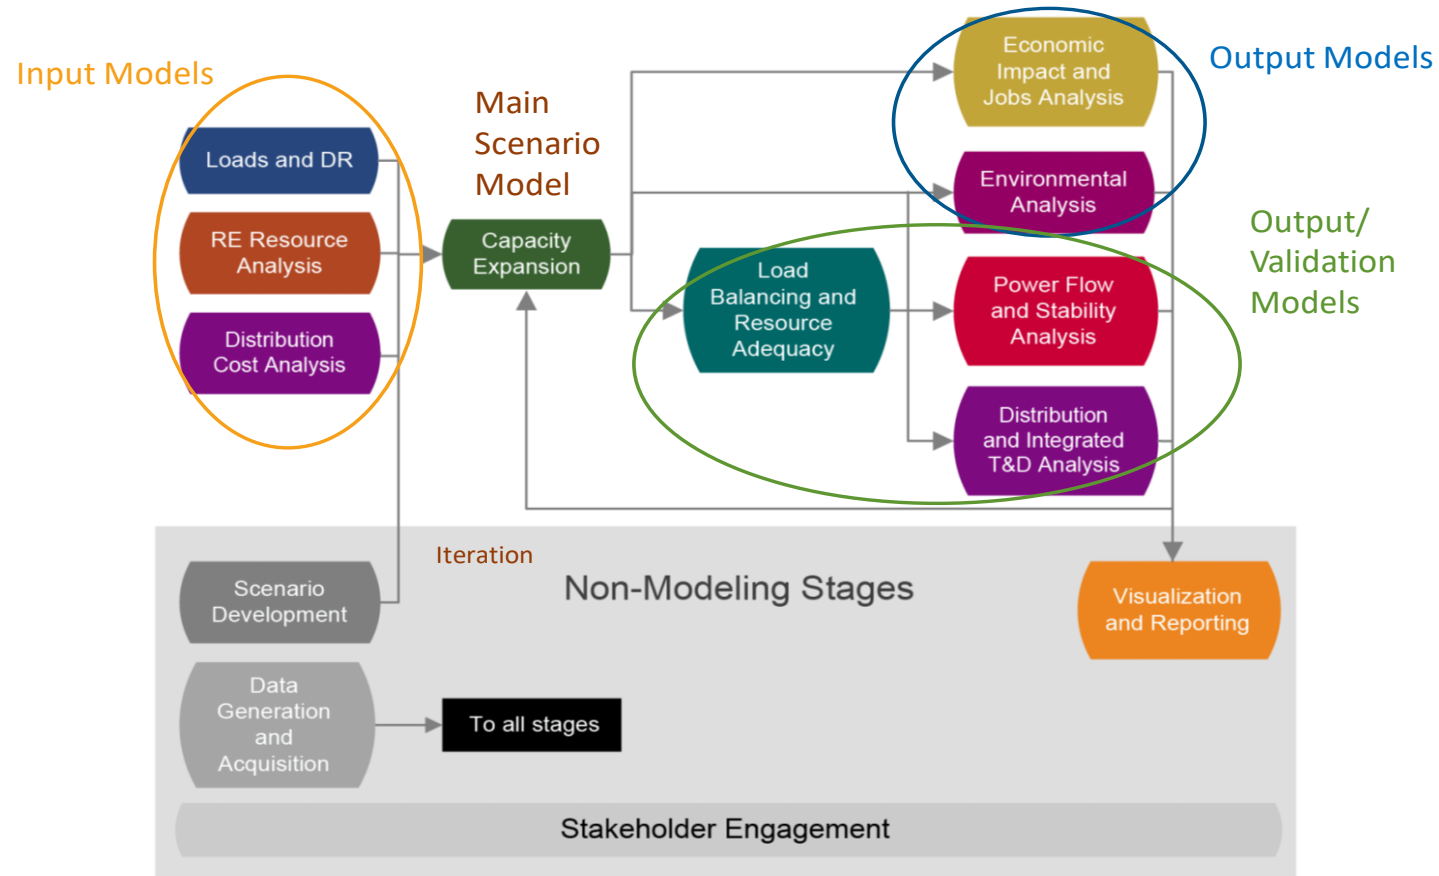 Input Models
Loads and DR
RE Resource
Analysis
Distribution
Cost Analysis
Main
Scenario
Model
Capacity
Expansion
Economic
Impact and
Jobs Analysis
Output Models
Environmental
Analysis
Output/
Validation
Models
Load
Balancing and
Resource
Adequacy
Power Flow
and Stability
Analysis
Distribution
and Integrated
T&D Analysis
Iteration
Non-Modeling Stages
Scenario
Development
Visualization
and Reporting
Data
Generation
and
Acquisition
To all stages
Stakeholder Engagement